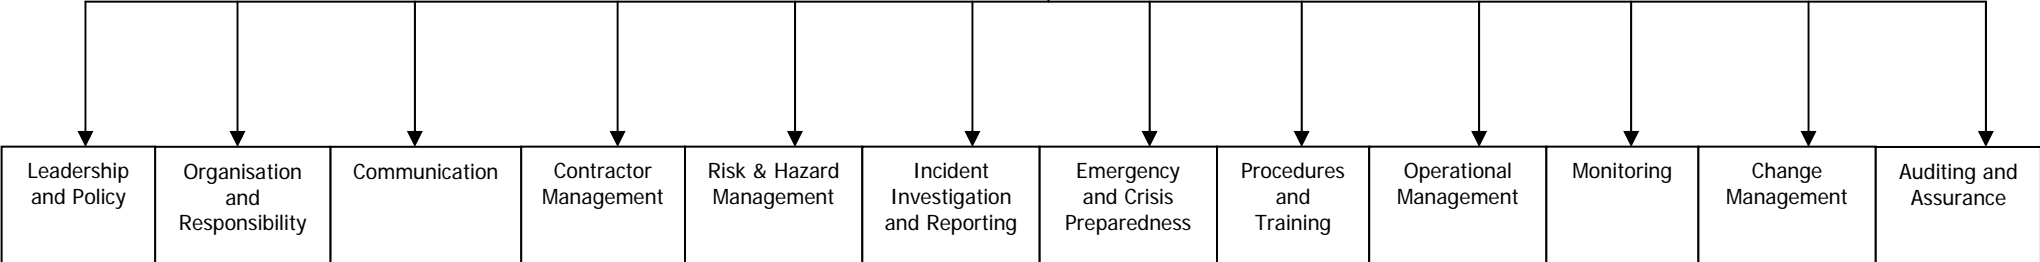 Leadership
and Policy
Organisation
and
Responsibility
Communication
Contractor
Management
Risk & Hazard
Management
Incident
Investigation
and Reporting
Emergency
and Crisis
Preparedness
Procedures
and
Training
Operational
Management
Monitoring
Change
Management
Auditing and
Assurance